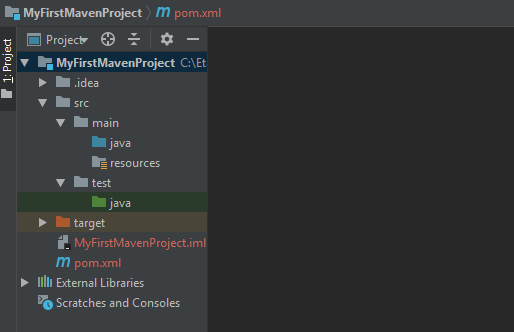 MyFirstMavenProject pom.xml
1: Project
Project
MyFirstMavenProject C:\Et
.idea
src
main
java
resources
test
java
target
MyFirstMavenProject.iml
pom.xml
External Libraries
Scratches and Consoles